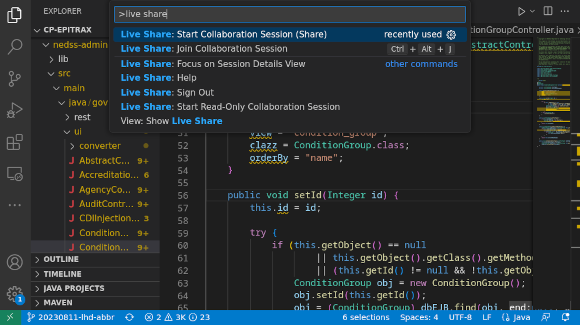 EXPLORER
>live share
onGroupController.java
CP-EPITRAX
nedss-admin
lib
src
main
java/gov
rest
ui
converter
AbstractC... 9+
Accreditatio... 6
AgencyCo... 9+
AuditContr... 9+
CDIInjection... 3
Condition... 9+
Condition... 9+
OUTLINE
TIMELINE
JAVA PROJECTS
MAVEN
Live Share: Start Collaboration Session (Share) recently used
Live Share: Join Collaboration Session Ctrl + Alt + J
Live Share: Focus on Session Details View other commands
Live Share: Help
Live Share: Sign Out
Live Share: Start Read-Only Collaboration Session
View: Show Live Share
51 view = "condition_group";
52 clazz = ConditionGroup.class;
53 orderBy = "name";
54 }
55
56 public void setId(Integer id) {
57 this.id = id;
58
59 try {
60 if (this.getObject() == null
61 || this.getObject().getClass().getMetho
62 || (this.getId() != null && !this.getObj
63 ConditionGroup obj = new ConditionGroup();
64 obj.setId(this.getId());
65 obj = (ConditionGroup) dbEJB.find(obj, end:
20230811-lhd-abbr 2 3K 23 6 selections Spaces: 4 UTF-8 LF {} Java
1